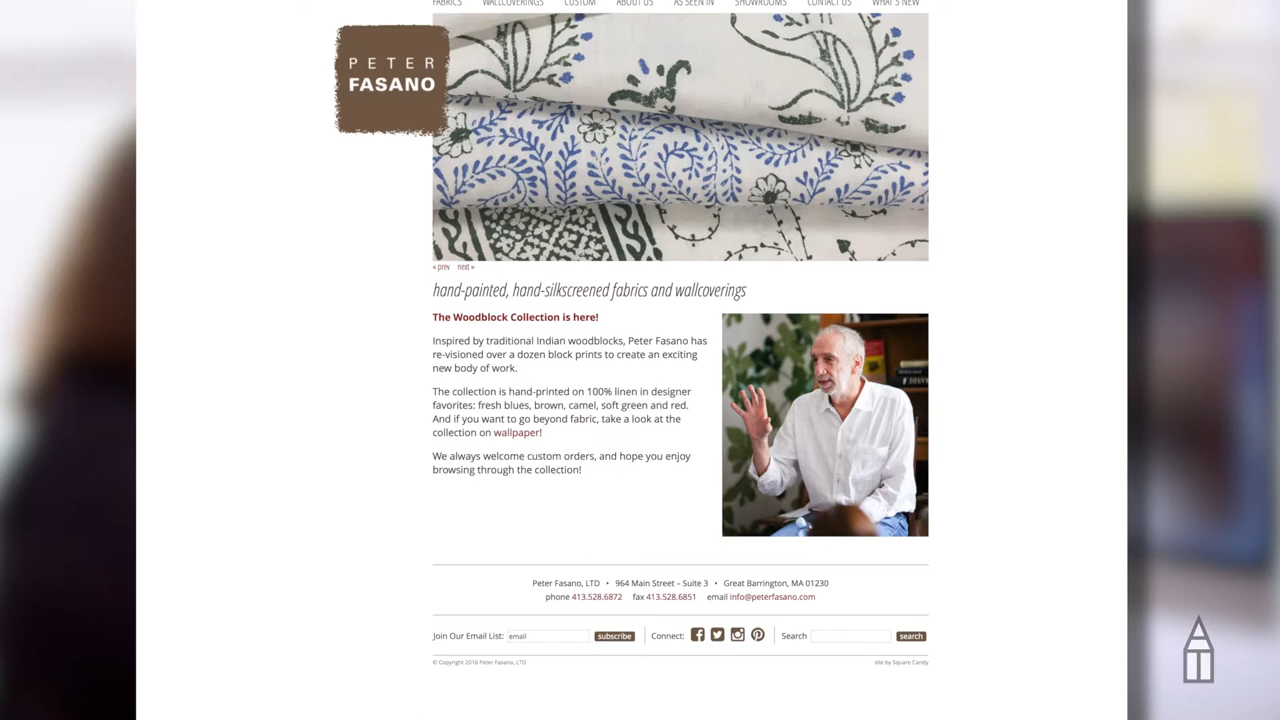 FABRICS WALLCOVERINGS CUSTOM ABOUT US AS SEEN IN SHOWROOMS CONTACT US WHAT'S NEW
PETER
FASANO
« prev next »
hand-painted, hand-silkscreened fabrics and wallcoverings
The Woodblock Collection is here!
Inspired by traditional Indian woodblocks, Peter Fasano has
re-visioned over a dozen block prints to create an exciting
new body of work.
The collection is hand-printed on 100% linen in designer
favorites: fresh blues, brown, camel, soft green and red.
And if you want to go beyond fabric, take a look at the
collection on wallpaper!
We always welcome custom orders, and hope you enjoy
browsing through the collection!
Peter Fasano, LTD • 964 Main Street – Suite 3 • Great Barrington, MA 01230
phone 413.528.6872 fax 413.528.6851 email info@peterfasano.com
Join Our Email List: email subscribe Connect: Search search
© Copyright 2016 Peter Fasano, LTD site by Square Candy